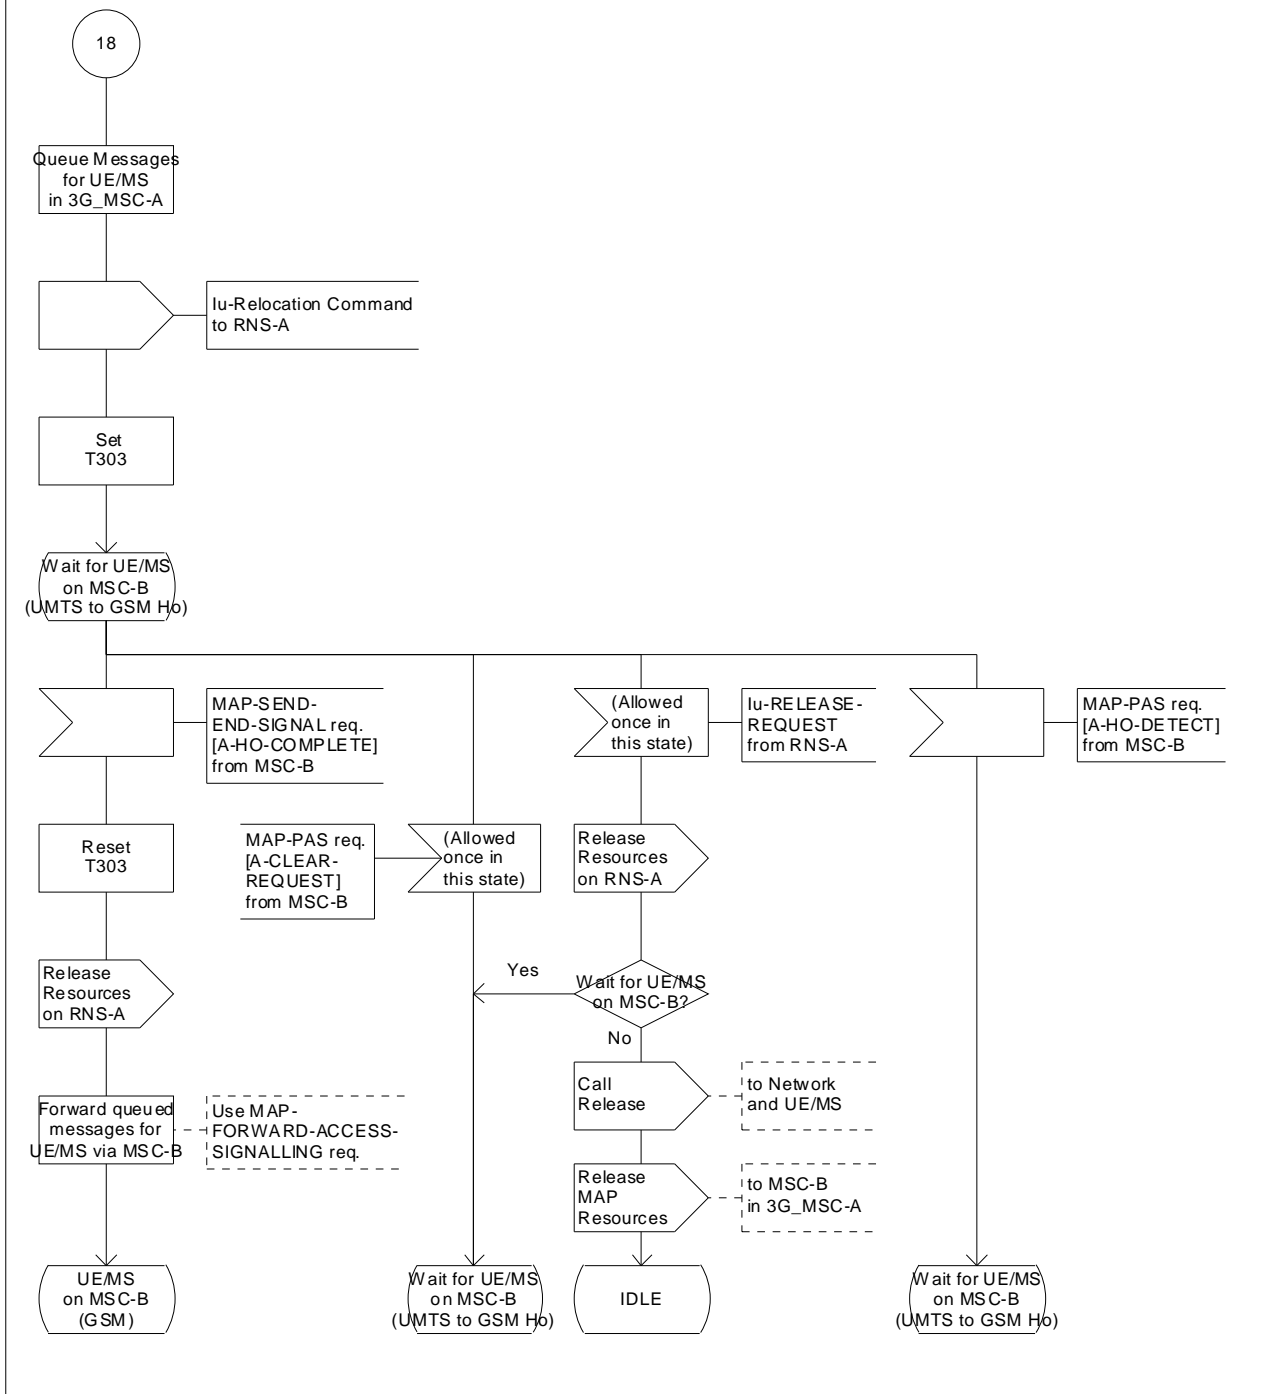 18
Queue Messages
for UE/MS
in 3G_MSC-A
Iu-Relocation Command
to RNS-A
Set
T303
Wait for UE/MS
on MSC-B
(UMTS to GSM Ho)
MAP-SEND-
END-SIGNAL req.
[A-HO-COMPLETE]
from MSC-B
(Allowed
once in
this state)
Iu-RELEASE-
REQUEST
from RNS-A
MAP-PAS req.
[A-HO-DETECT]
from MSC-B
Reset
T303
MAP-PAS req.
[A-CLEAR-
REQUEST]
from MSC-B
(Allowed
once in
this state)
Release
Resources
on RNS-A
Release
Resources
on RNS-A
Yes
Wait for UE/MS
on MSC-B?
No
Call
Release
to Network
and UE/MS
Forward queued
messages for
UE/MS via MSC-B
Use MAP-
FORWARD-ACCESS-
SIGNALLING req.
Release
MAP
Resources
to MSC-B
in 3G_MSC-A
UE/MS
on MSC-B
(GSM)
Wait for UE/MS
on MSC-B
(UMTS to GSM Ho)
IDLE
Wait for UE/MS
on MSC-B
(UMTS to GSM Ho)